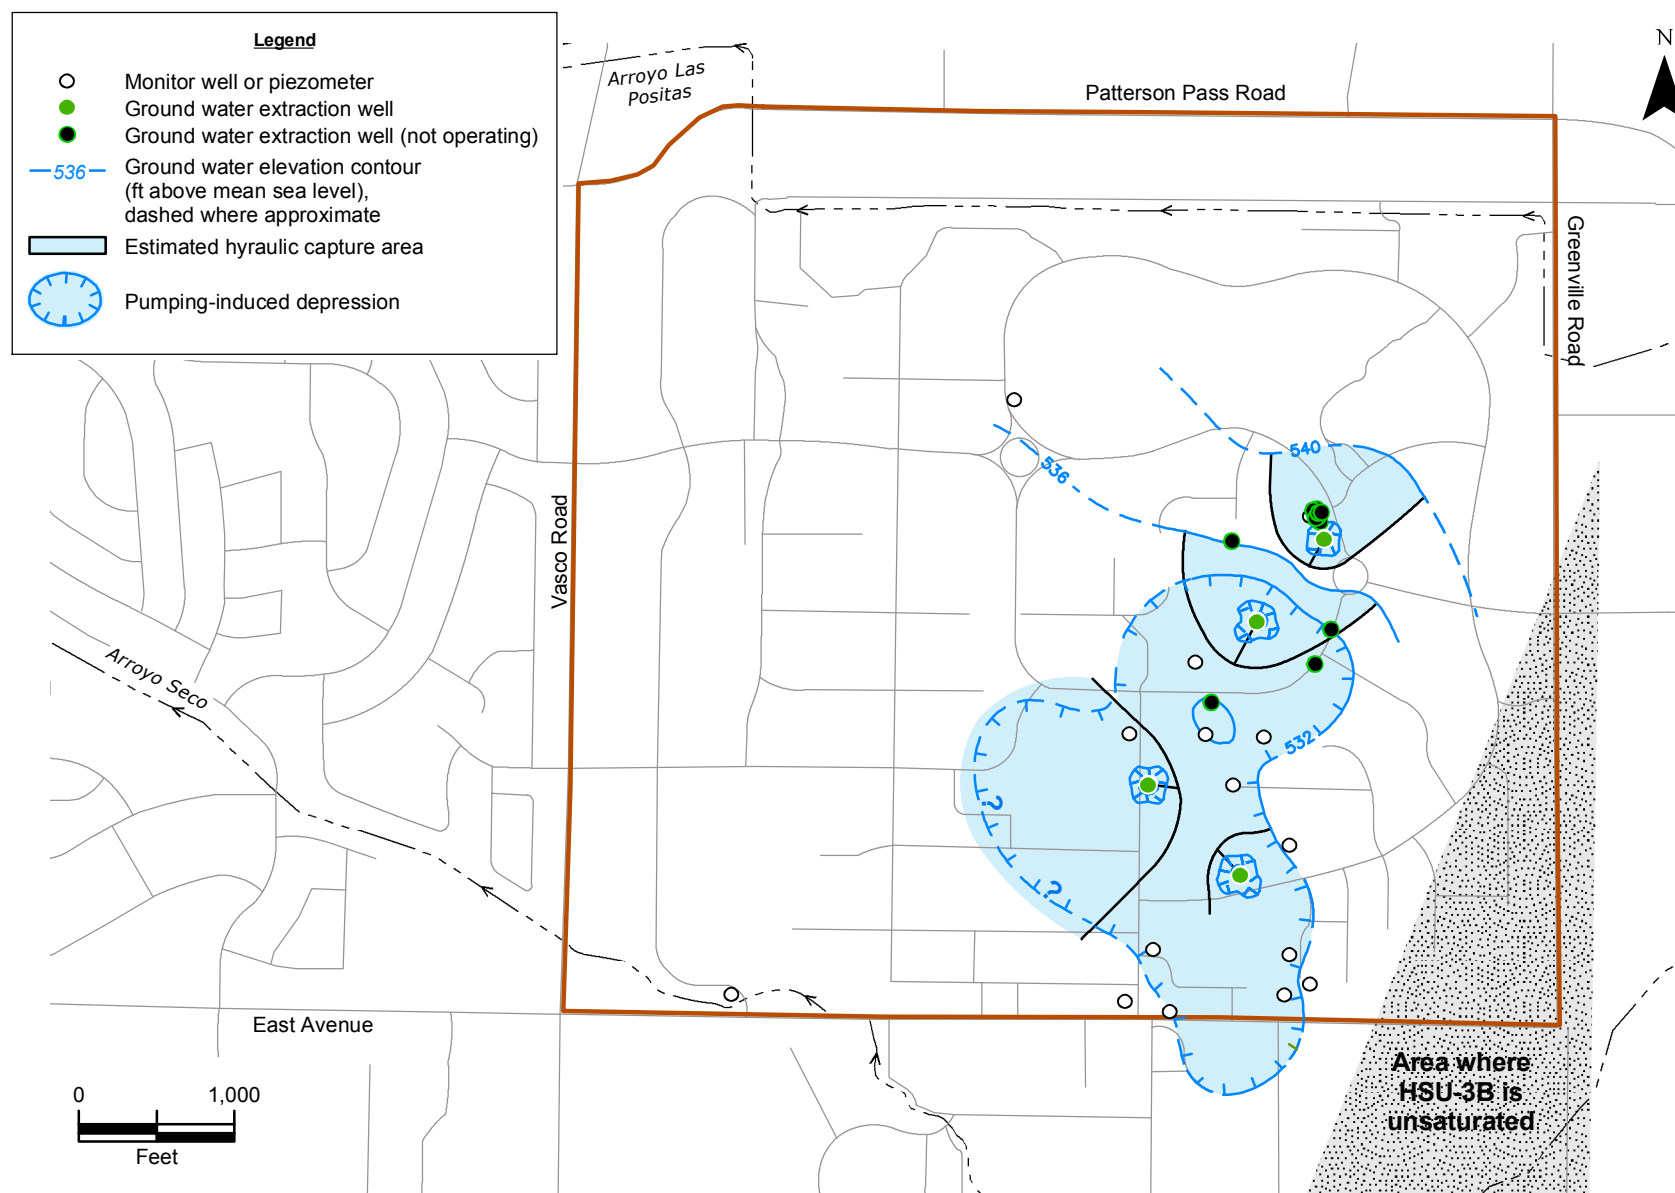 Legend
Monitor well or piezometer
Ground water extraction well
Ground water extraction well (not operating)
536
Ground water elevation contour
(ft above mean sea level),
dashed where approximate
Estimated hyraulic capture area
Pumping-induced depression
N
Arroyo Las
Positas
Patterson Pass Road
Greenville Road
540
536
Vasco Road
Arroyo Seco
532
?
?
East Avenue
Area where
HSU-3B is
unsaturated
0 1,000
Feet